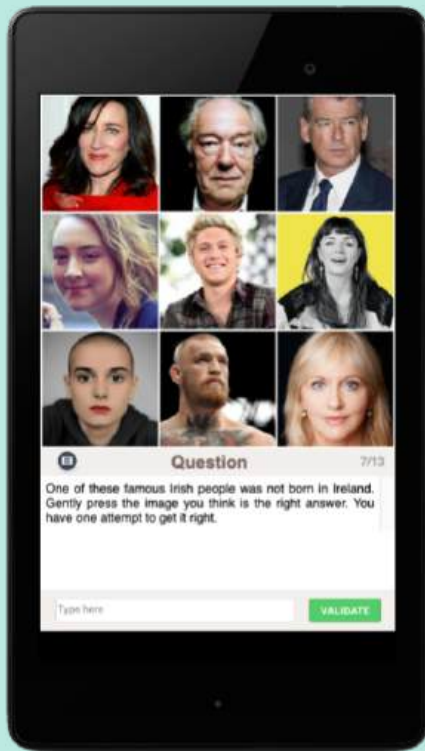 Question
7/13
One of these famous Irish people was not born in Ireland.
Gently press the image you think is the right answer. You
have one attempt to get it right.
Type here
VALIDATE